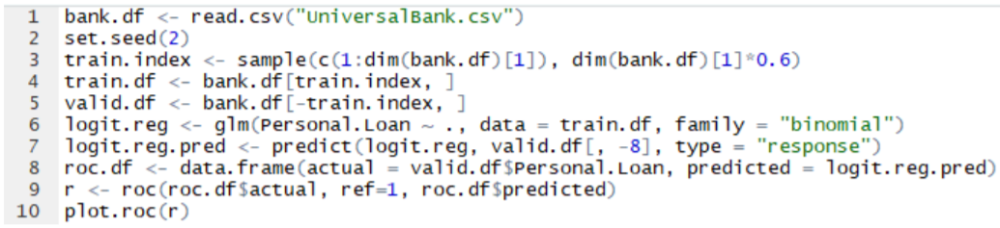 1 bank.df <- read.csv("UniversalBank.csv")
2 set.seed(2)
3 train.index <- sample(c(1:dim(bank.df)[1]), dim(bank.df)[1]*0.6)
4 train.df <- bank.df[train.index, ]
5 valid.df <- bank.df[-train.index, ]
6 logit.reg <- glm(Personal.Loan ~ ., data = train.df, family = "binomial")
7 logit.reg.pred <- predict(logit.reg, valid.df[, -8], type = "response")
8 roc.df <- data.frame(actual = valid.df$Personal.Loan, predicted = logit.reg.pred)
9 r <- roc(roc.df$actual, ref=1, roc.df$predicted)
10 plot.roc(r)